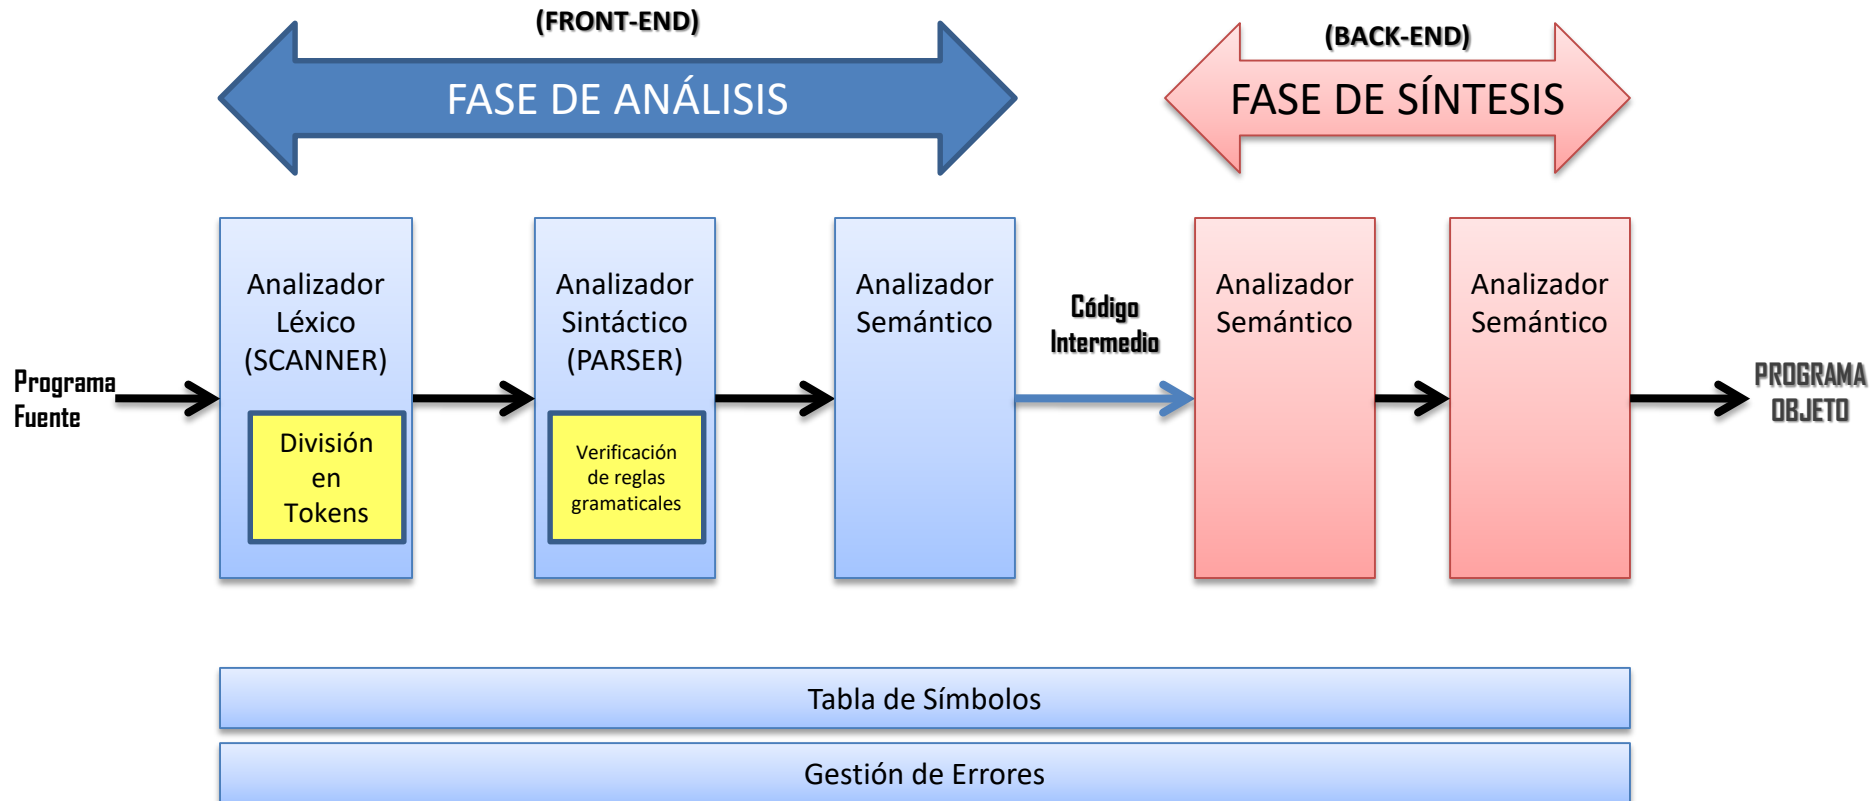 (FRONT-END)
FASE DE ANÁLISIS
(BACK-END)
FASE DE SÍNTESIS
Programa
Fuente
Analizador
Léxico
(SCANNER)
División
en
Tokens
Analizador
Sintáctico
(PARSER)
Verificación
de reglas
gramaticales
Analizador
Semántico
Código
Intermedio
Analizador
Semántico
Analizador
Semántico
PROGRAMA
OBJETO
Tabla de Símbolos
Gestión de Errores